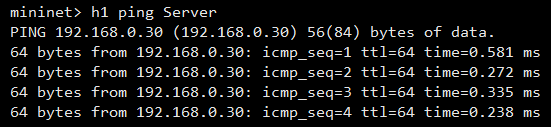 mininet> h1 ping Server
PING 192.168.0.30 (192.168.0.30) 56(84) bytes of data.
64 bytes from 192.168.0.30: icmp_seq=1 ttl=64 time=0.581 ms
64 bytes from 192.168.0.30: icmp_seq=2 ttl=64 time=0.272 ms
64 bytes from 192.168.0.30: icmp_seq=3 ttl=64 time=0.335 ms
64 bytes from 192.168.0.30: icmp_seq=4 ttl=64 time=0.238 ms